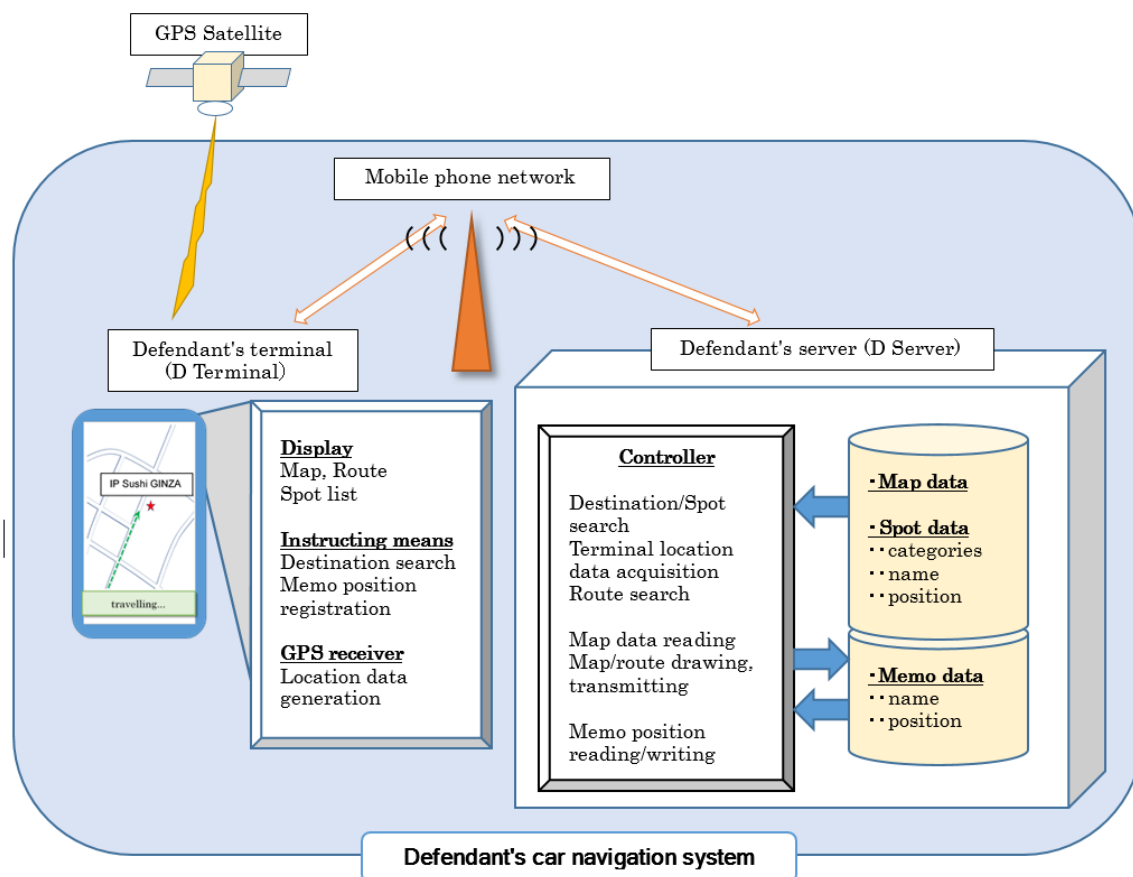 GPS Satellite
Mobile phone network
Defendant's terminal
(D Terminal)
Defendant's server (D Server)
IP Sushi GINZA
travelling...
Display
Map, Route
Spot list
Instructing means
Destination search
Memo position
registration
GPS receiver
Location data
generation
Controller
Destination/Spot
search
Terminal location
data acquisition
Route search
Map data reading
Map/route drawing,
transmitting
Memo position
reading/writing
・Map data
・Spot data
・・categories
・・name
・・position
・Memo data
・・name
・・position
Defendant's car navigation system